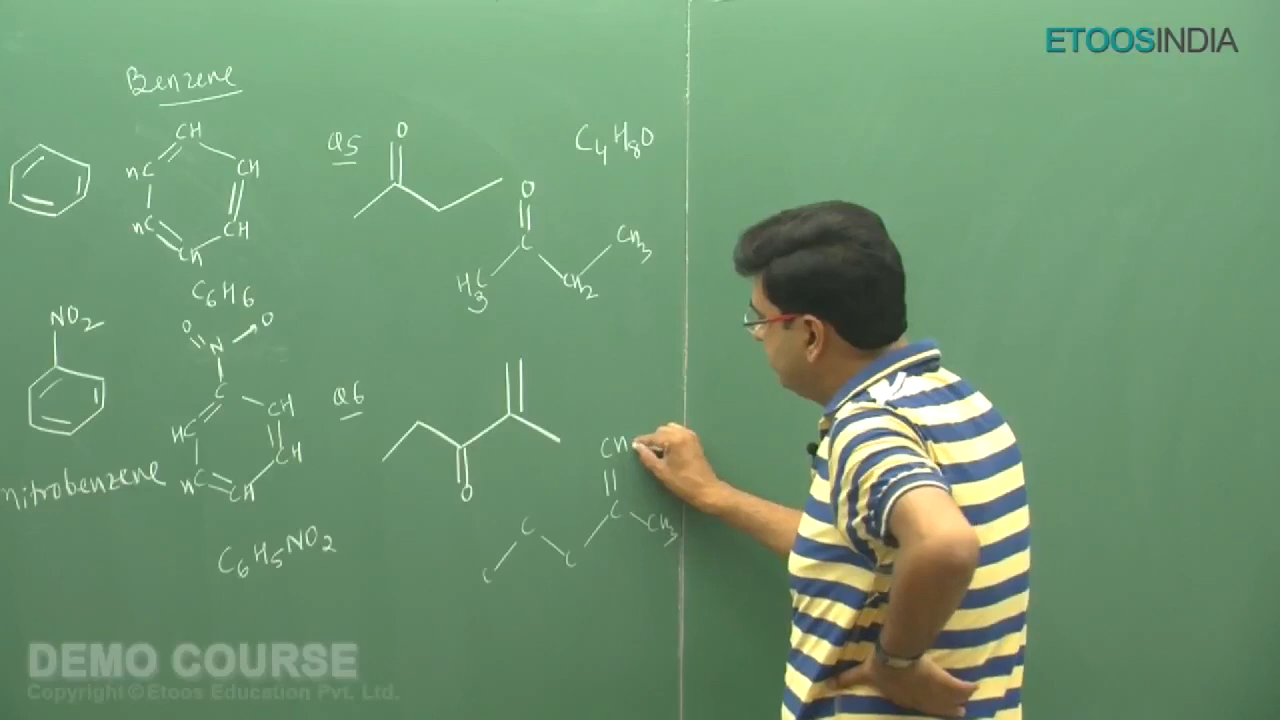 ETOOSINDIA
Benzene
CH
HC
CH
HC
CH
CH
C6H6
Q5
O
C4H8O
O
C
H3C
CH2
CH3
NO2
O
N
O
C
CH
HC
CH
HC
CH
nitrobenzene
C6H5NO2
Q6
O
CH
C
CH3
C
C
C
DEMO COURSE
Copyright ©Etoos Education Pvt. Ltd.